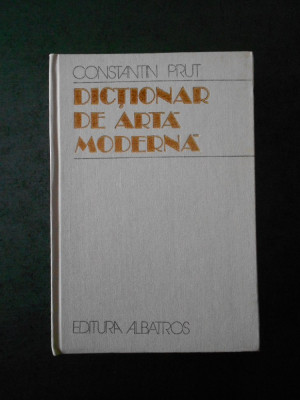 CONSTANTIN PRUT
DICȚIONAR
DE ARTĂ
MODERNĂ
EDITURA ALBATROS